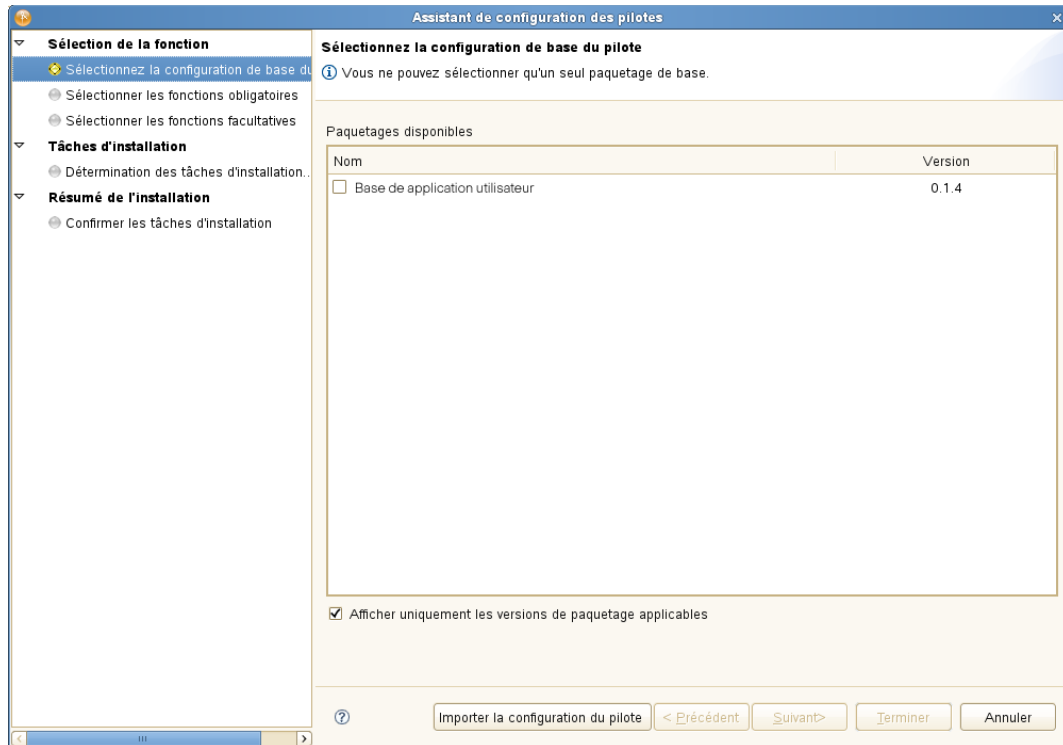 Assistant de configuration des pilotes
Sélection de la fonction
Sélectionnez la configuration de base du
Sélectionner les fonctions obligatoires
Sélectionner les fonctions facultatives
Tâches d'installation
Détermination des tâches d'installation..
Résumé de l'installation
Confirmer les tâches d'installation
Sélectionnez la configuration de base du pilote
Vous ne pouvez sélectionner qu'un seul paquetage de base.
Paquetages disponibles
Nom Version
Base de application utilisateur 0.1.4
Afficher uniquement les versions de paquetage applicables
Importer la configuration du pilote < Précédent Suivant> Terminer Annuler